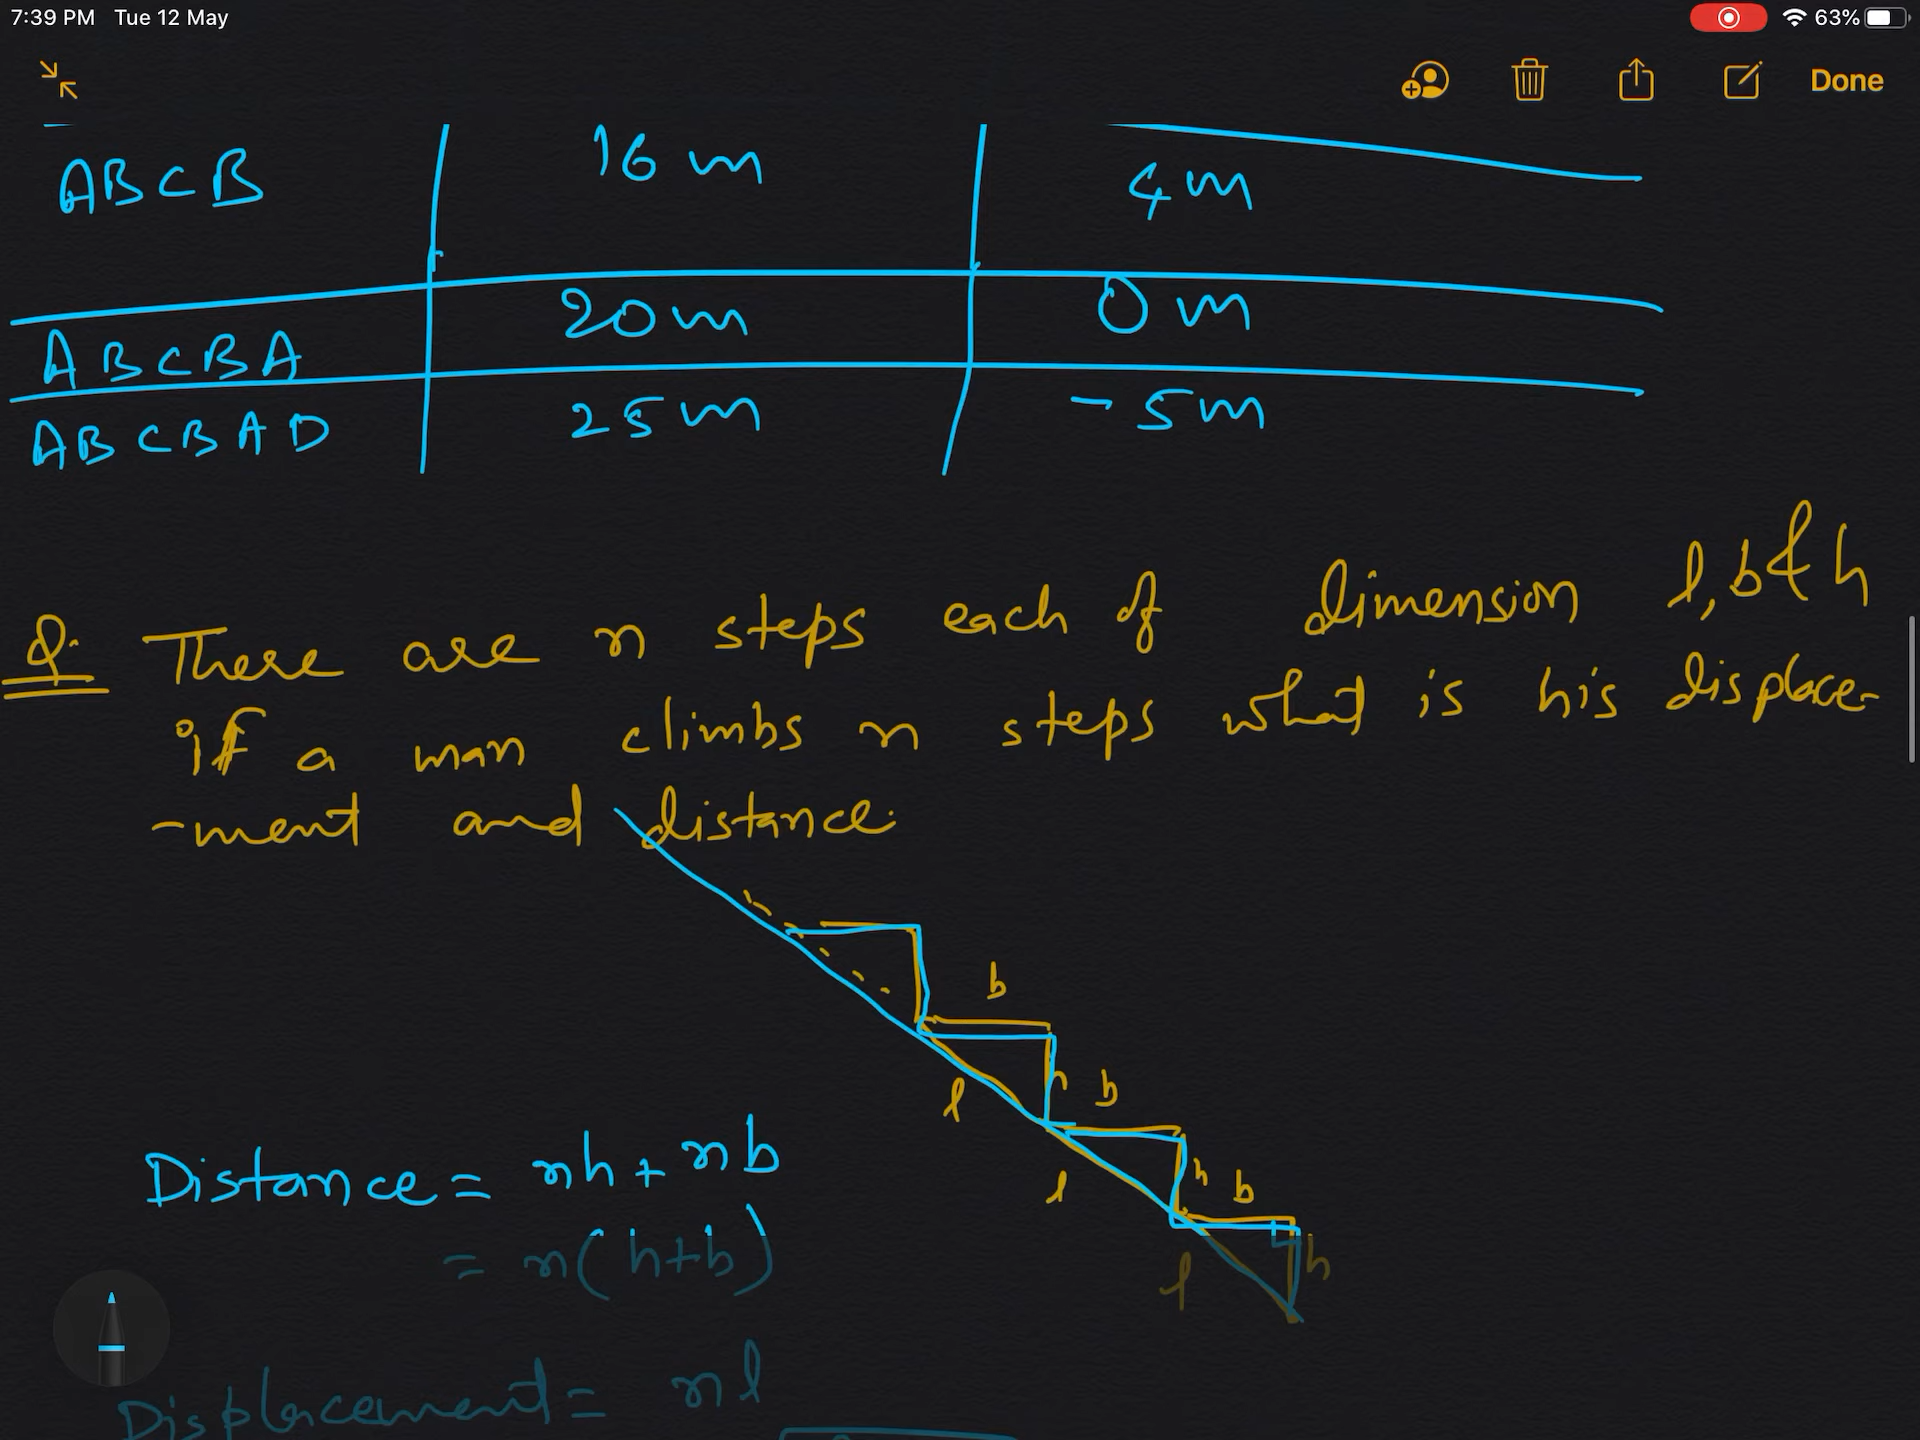 7:39 PM Tue 12 May
63%
Done
ABCB 16 m 4 m
ABCBA 20 m 0 m
ABCBAD 25 m - 5 m
Q. There are n steps each of dimension l, b & h
if a man climbs n steps what is his displace-
-ment and distance.
b
h b
l
h b
l
h
l
Distance = nh + nb
= n(h+b)
Displacement = nl